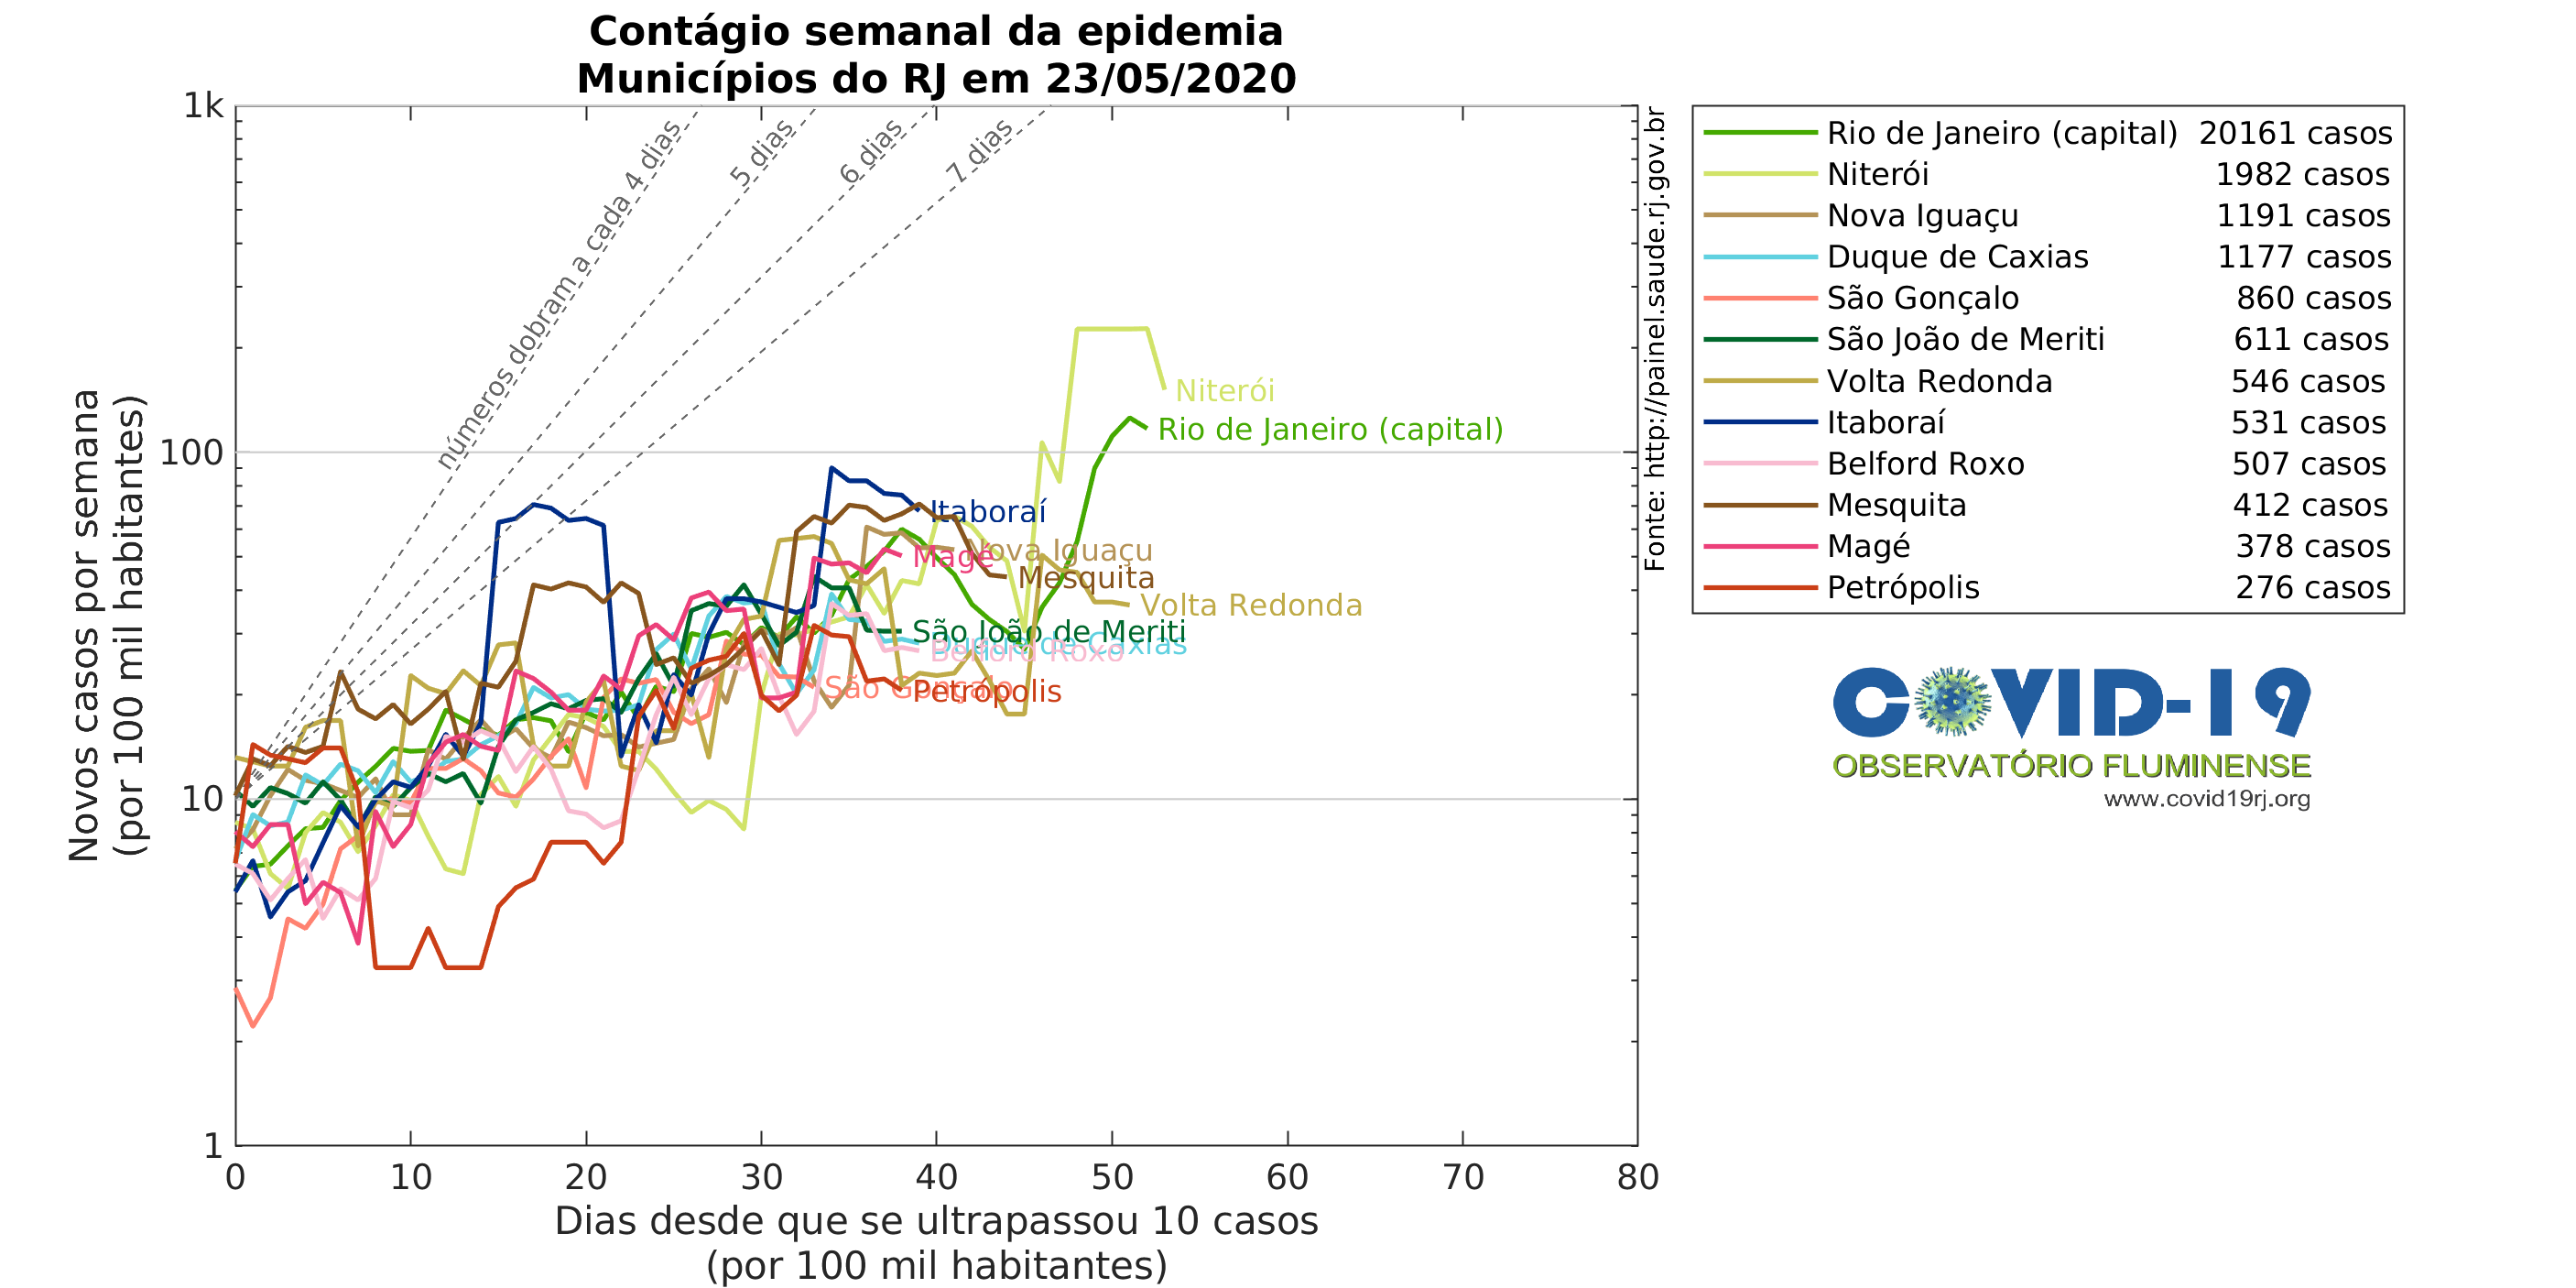 Contágio semanal da epidemia
Municípios do RJ em 23/05/2020
1k
100
10
1
Novos casos por semana
(por 100 mil habitantes)
números dobram a cada 4 dias
5 dias
6 dias
7 dias
Niterói
Rio de Janeiro (capital)
Itaboraí
Nova Iguaçu
Magé
Mesquita
Volta Redonda
São João de Meriti
Duque de Caxias
Belford Roxo
São Gonçalo
Petrópolis
0 10 20 30 40 50 60 70 80
Dias desde que se ultrapassou 10 casos
(por 100 mil habitantes)
Fonte: http://painel.saude.rj.gov.br
Rio de Janeiro (capital) 20161 casos
Niterói 1982 casos
Nova Iguaçu 1191 casos
Duque de Caxias 1177 casos
São Gonçalo 860 casos
São João de Meriti 611 casos
Volta Redonda 546 casos
Itaboraí 531 casos
Belford Roxo 507 casos
Mesquita 412 casos
Magé 378 casos
Petrópolis 276 casos
COVID-19
OBSERVATÓRIO FLUMINENSE
www.covid19rj.org